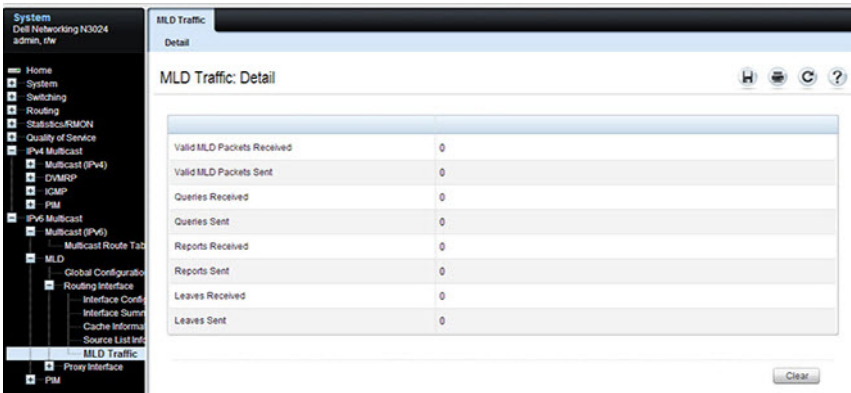 System
Dell Networking N3024
admin, r/w
Home
System
Switching
Routing
Statistics/RMON
Quality of Service
IPv4 Multicast
Multicast (IPv4)
DVMRP
IGMP
PIM
IPv6 Multicast
Multicast (IPv6)
Multicast Route Tab
MLD
Global Configuratio
Routing Interface
Interface Config
Interface Summ
Cache Informa
Source List Info
MLD Traffic
Proxy Interface
PIM
MLD Traffic
Detail
MLD Traffic: Detail
H C ?
Valid MLD Packets Received 0
Valid MLD Packets Sent 0
Queries Received 0
Queries Sent 0
Reports Received 0
Reports Sent 0
Leaves Received 0
Leaves Sent 0
Clear